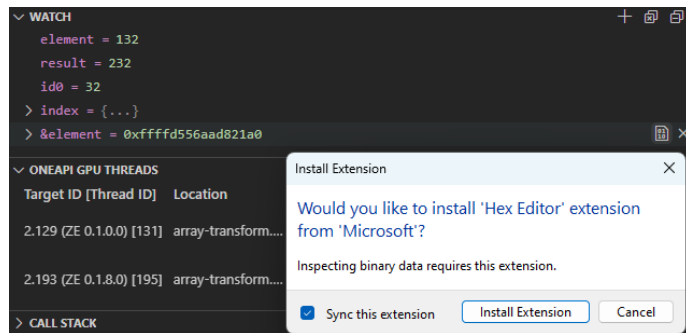 WATCH
element = 132
result = 232
id0 = 32
index = {...}
&element = 0xffffd556aad821a0
ONEAPI GPU THREADS
Target ID [Thread ID] Location
2.129 (ZE 0.1.0.0) [131] array-transform....
2.193 (ZE 0.1.8.0) [195] array-transform....
CALL STACK
Install Extension
Would you like to install 'Hex Editor' extension
from 'Microsoft'?
Inspecting binary data requires this extension.
Sync this extension
Install Extension
Cancel